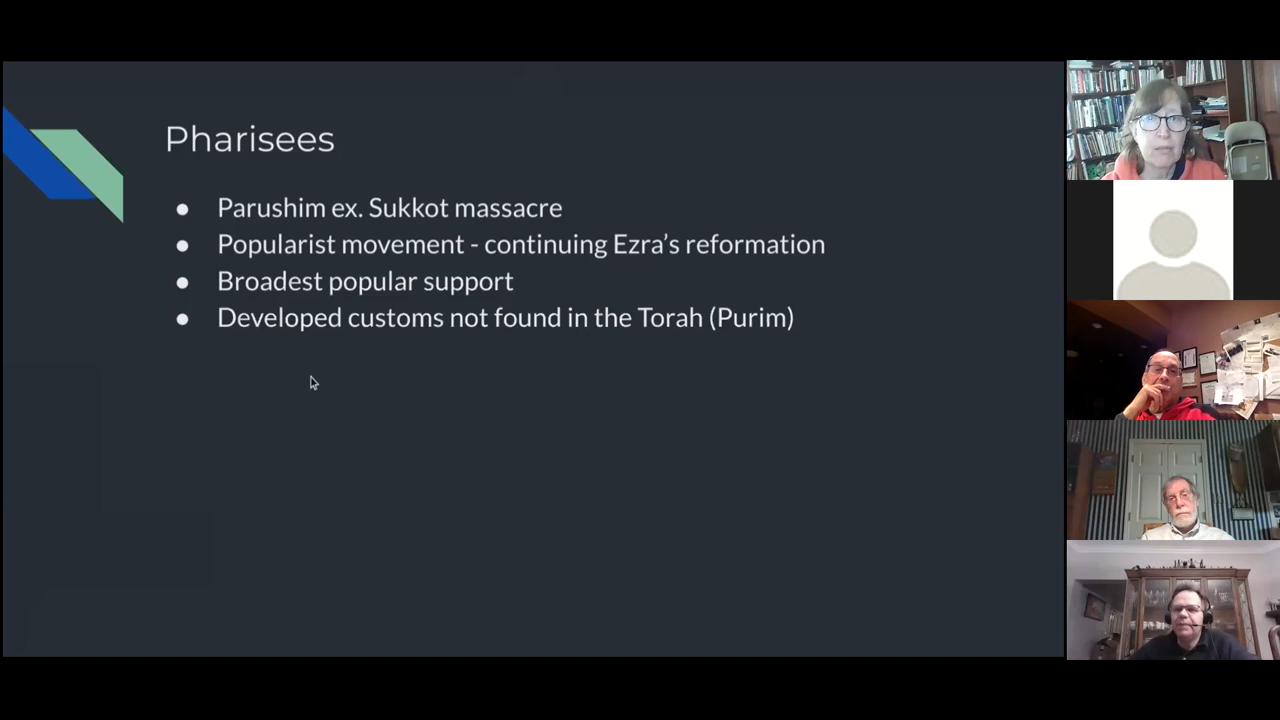 Pharisees
● Parushim ex. Sukkot massacre
● Popularist movement - continuing Ezra’s reformation
● Broadest popular support
● Developed customs not found in the Torah (Purim)